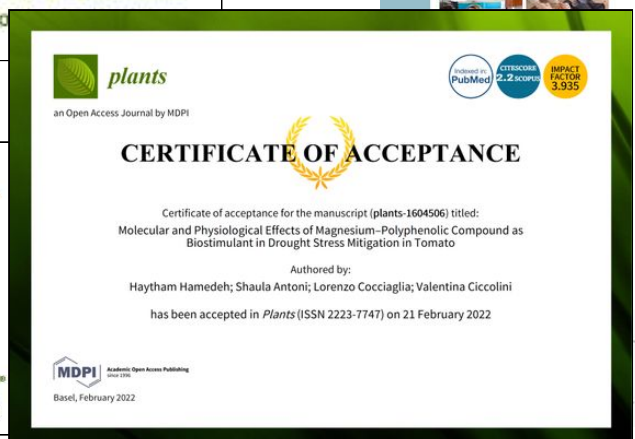 plants
Indexed in:
PubMed
CITESCORE
2.2 SCOPUS
IMPACT
FACTOR
3.935
an Open Access Journal by MDPI
CERTIFICATE OF ACCEPTANCE
Certificate of acceptance for the manuscript (plants-1604506) titled:
Molecular and Physiological Effects of Magnesium–Polyphenolic Compound as
Biostimulant in Drought Stress Mitigation in Tomato
Authored by:
Haytham Hamedeh; Shaula Antoni; Lorenzo Cocciaglia; Valentina Ciccolini
has been accepted in Plants (ISSN 2223-7747) on 21 February 2022
MDPI
Academic Open Access Publishing
since 1996
Basel, February 2022